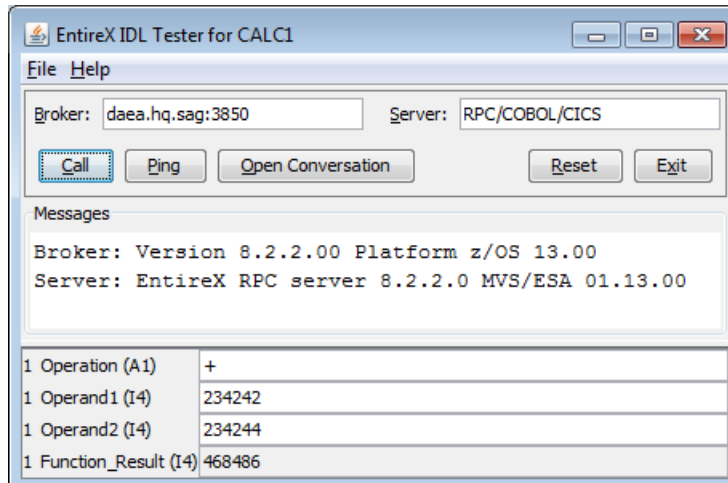 EntireX IDL Tester for CALC1
File Help
Broker: daea.hq.sag:3850 Server: RPC/COBOL/CICS
Call Ping Open Conversation Reset Exit
Messages
Broker: Version 8.2.2.00 Platform z/OS 13.00
Server: EntireX RPC server 8.2.2.0 MVS/ESA 01.13.00
1 Operation (A1) +
1 Operand1 (I4) 234242
1 Operand2 (I4) 234244
1 Function_Result (I4) 468486